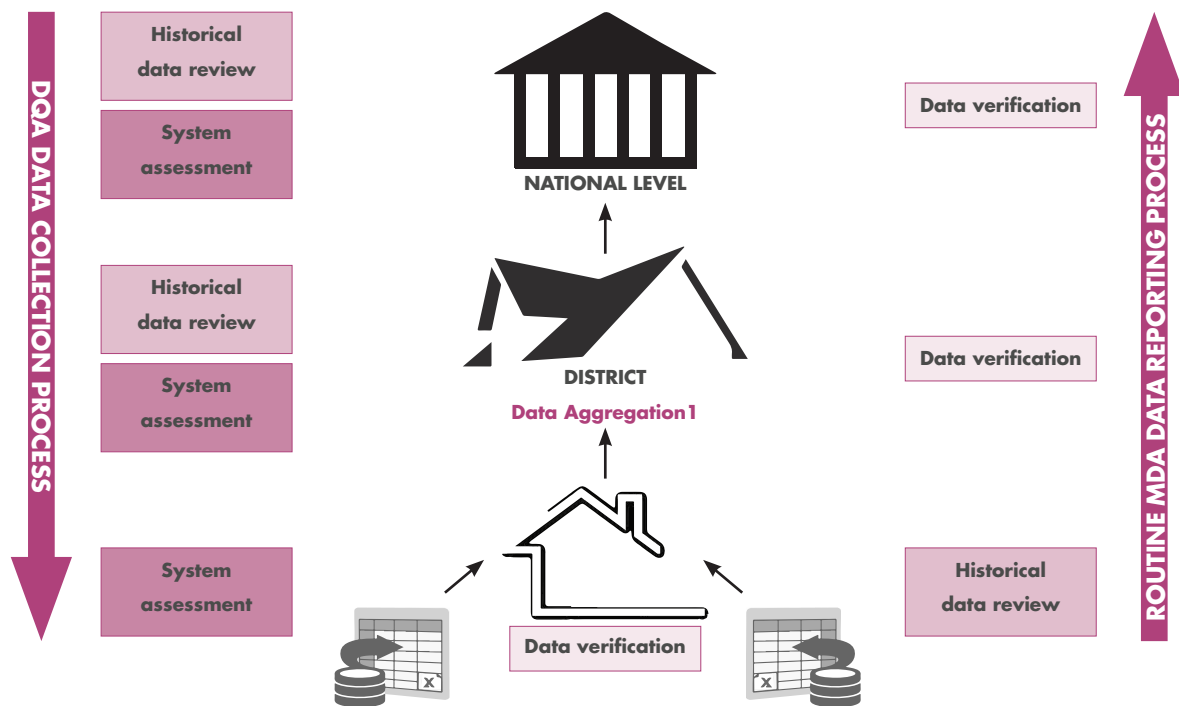 DQA DATA COLLECTION PROCESS
Historical
data review
System
assessment
NATIONAL LEVEL
Data verification
Historical
data review
System
assessment
DISTRICT
Data Aggregation1
Data verification
System
assessment
X
Data verification
X
Historical
data review
ROUTINE MDA DATA REPORTING PROCESS